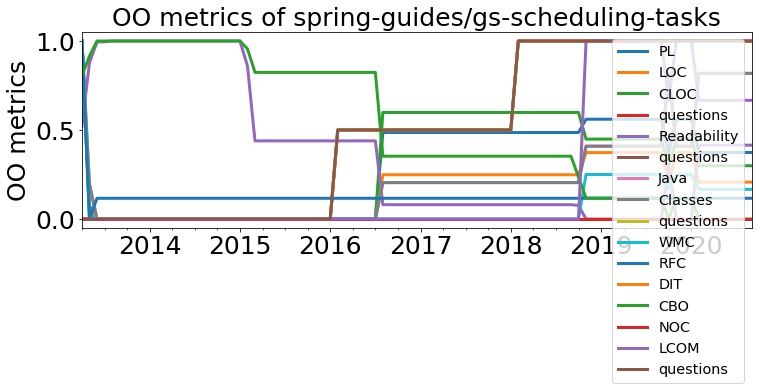 OO metrics of spring-guides/gs-scheduling-tasks
OO metrics
1.0
0.5
0.0
2014 2015 2016 2017 2018 2019 2020
PL
LOC
CLOC
questions
Readability
questions
Java
Classes
questions
WMC
RFC
DIT
CBO
NOC
LCOM
questions